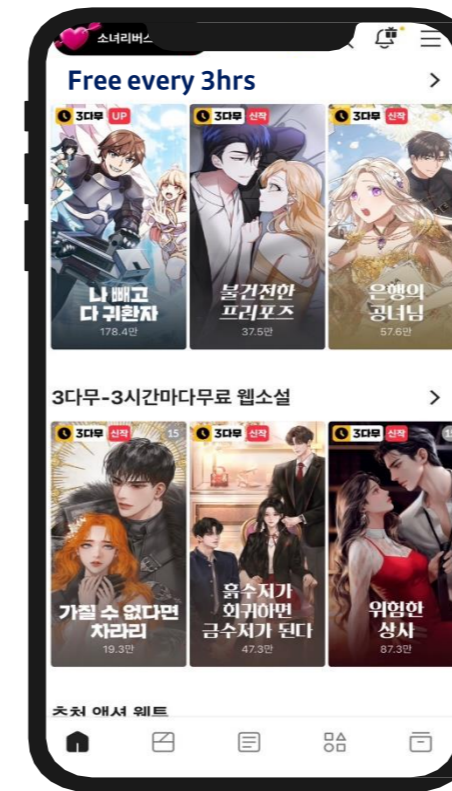 소녀리버스
Free every 3hrs
3다무 UP
3다무 신작
3다무 신작
나 빼고
다 귀환자
178.4만
불건전한
프리포즈
37.5만
은행의
공녀님
57.6만
3다무-3시간마다무료 웹소설
3다무 신작 15
3다무 신작
3다무 신작
가질 수 없다면
차라리
19.3만
흙수저가
회귀하면
금수저가 된다
47.3만
위험한
상사
87.3만